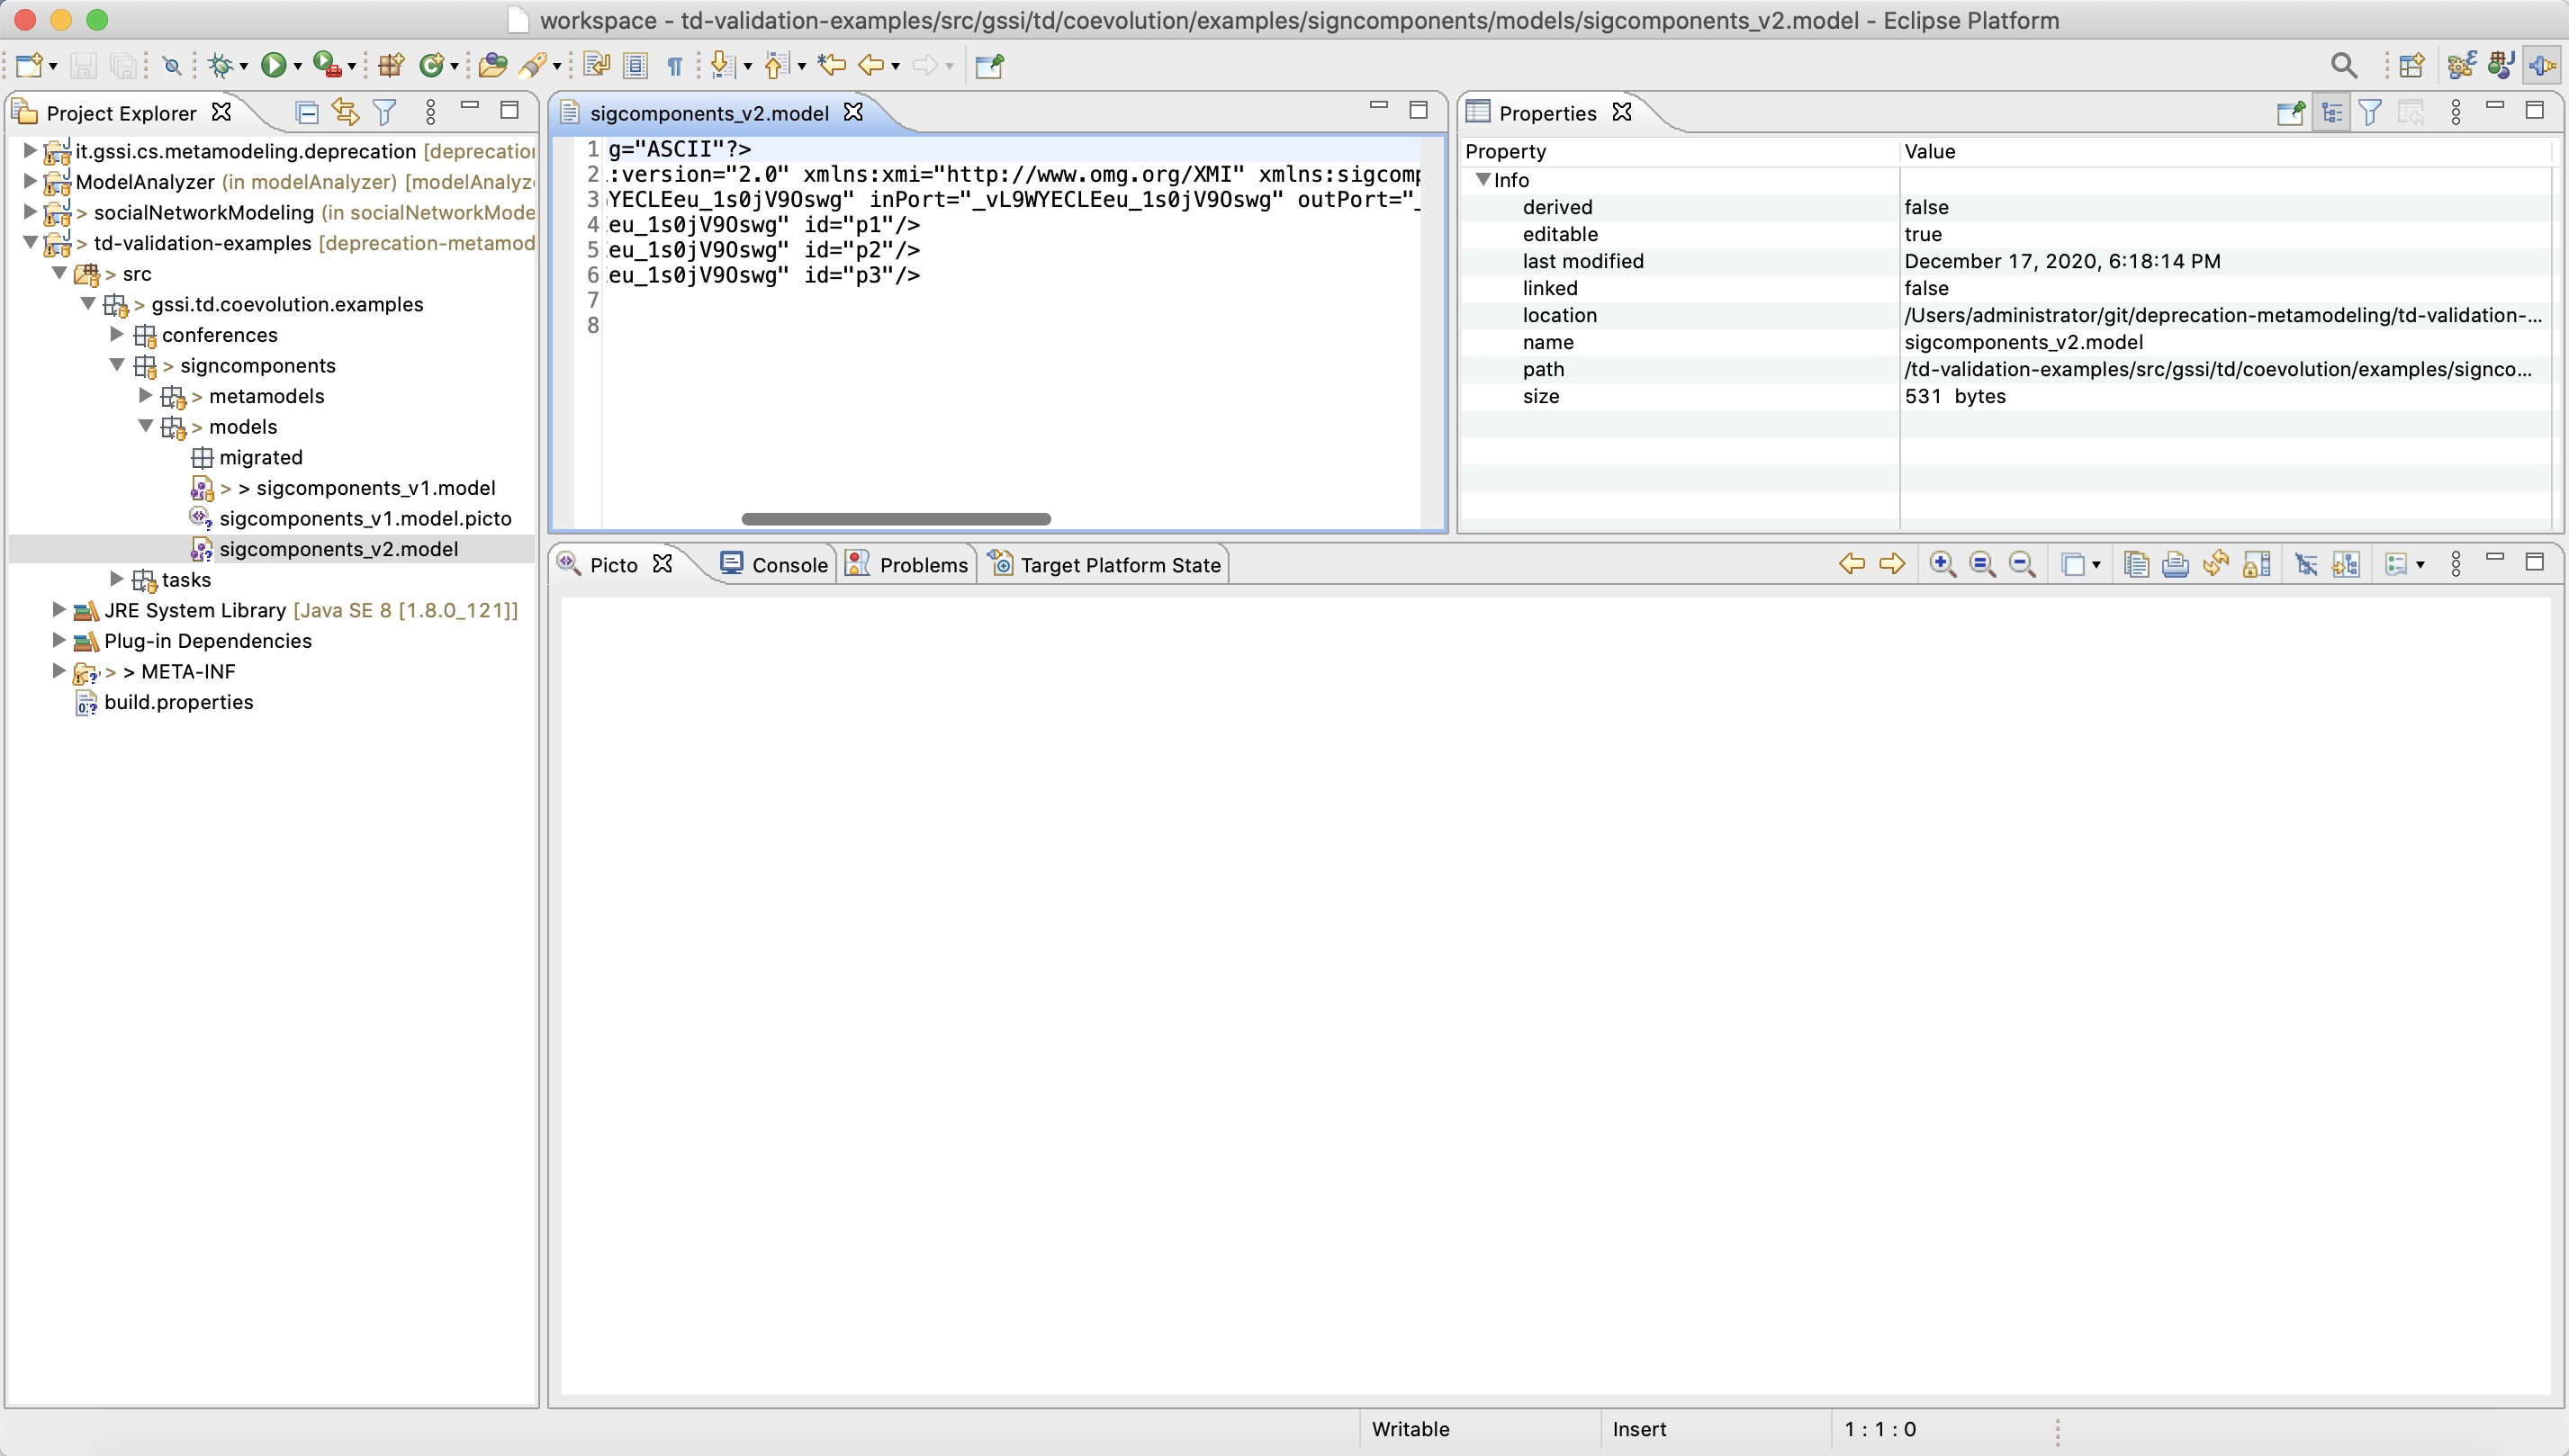 workspace - td-validation-examples/src/gssi/td/coevolution/examples/signcomponents/models/sigcomponents_v2.model - Eclipse Platform
Project Explorer
it.gssi.cs.metamodeling.deprecation [deprecation
ModelAnalyzer (in modelAnalyzer) [modelAnalyze
> socialNetworkModeling (in socialNetworkMode
> td-validation-examples [deprecation-metamod
> src
> gssi.td.coevolution.examples
conferences
> signcomponents
> metamodels
> models
migrated
> > sigcomponents_v1.model
sigcomponents_v1.model.picto
sigcomponents_v2.model
tasks
JRE System Library [Java SE 8 [1.8.0_121]]
Plug-in Dependencies
> > META-INF
build.properties
sigcomponents_v2.model
1 g="ASCII"?>
2 :version="2.0" xmlns:xmi="http://www.omg.org/XMI" xmlns:sigcomp
3 YECLEeu_1s0jV9Oswg" inPort="_vL9WYECLEeu_1s0jV9Oswg" outPort="_
4 eu_1s0jV9Oswg" id="p1"/>
5 eu_1s0jV9Oswg" id="p2"/>
6 eu_1s0jV9Oswg" id="p3"/>
7
8
Properties
Property Value
Info
derived false
editable true
last modified December 17, 2020, 6:18:14 PM
linked false
location /Users/administrator/git/deprecation-metamodeling/td-validation-...
name sigcomponents_v2.model
path /td-validation-examples/src/gssi/td/coevolution/examples/signco...
size 531 bytes
Picto Console Problems Target Platform State
Writable Insert 1 : 1 : 0